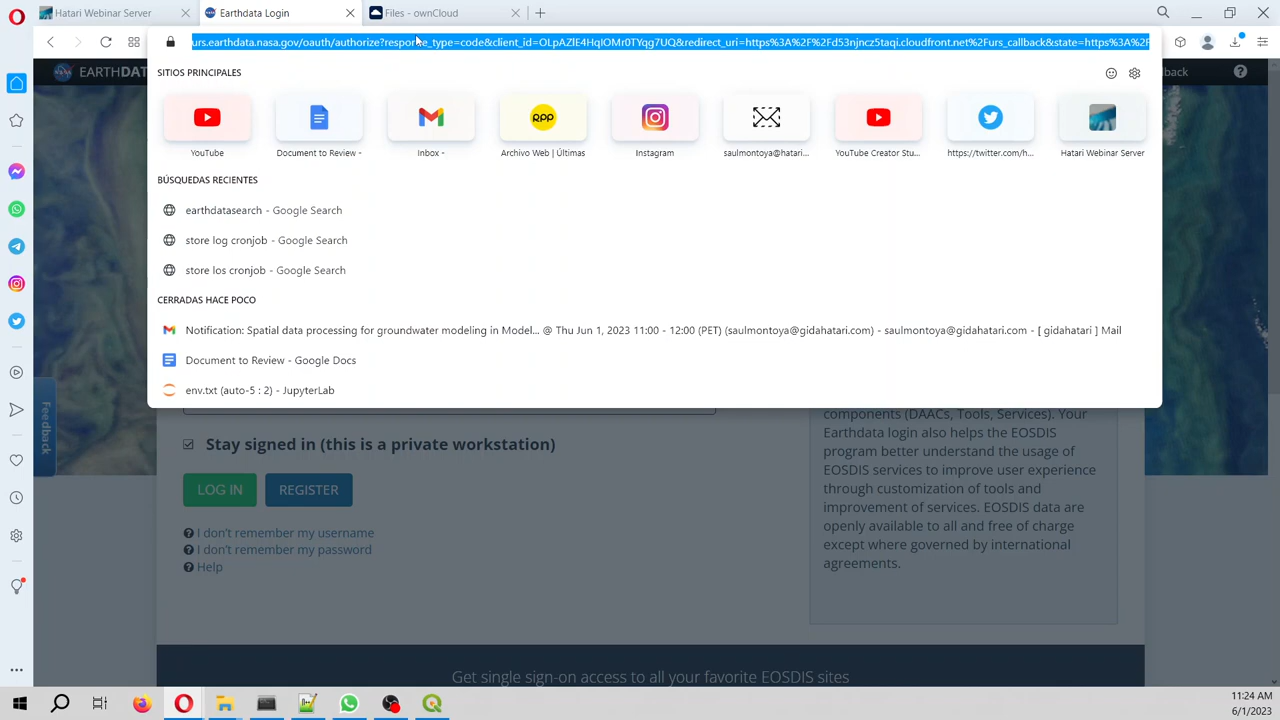 Hatari Webinar Server
Earthdata Login
Files - ownCloud
urs.earthdata.nasa.gov/oauth/authorize?response_type=code&client_id=OLpAZlE4HqIOMr0TYqg7UQ&redirect_uri=https%3A%2F%2Fd53njncz5taqi.cloudfront.net%2Furs_callback&state=https%3A%2F
EARTHDAT
back
SITIOS PRINCIPALES
YouTube
Document to Review -
Inbox -
RPP
Archivo Web | Últimas
Instagram
saulmontoya@hatari...
YouTube Creator Stu...
https://twitter.com/h...
Hatari Webinar Server
BÚSQUEDAS RECIENTES
earthdatasearch - Google Search
store log cronjob - Google Search
store los cronjob - Google Search
CERRADAS HACE POCO
Notification: Spatial data processing for groundwater modeling in Model... @ Thu Jun 1, 2023 11:00 - 12:00 (PET) (saulmontoya@gidahatari.com) - saulmontoya@gidahatari.com - [ gidahatari ] Mail
Document to Review - Google Docs
env.txt (auto-5 : 2) - JupyterLab
Feedback
Stay signed in (this is a private workstation)
LOG IN
REGISTER
I don't remember my username
I don't remember my password
Help
components (DAACs, Tools, Services). Your
Earthdata login also helps the EOSDIS
program better understand the usage of
EOSDIS services to improve user experience
through customization of tools and
improvement of services. EOSDIS data are
openly available to all and free of charge
except where governed by international
agreements.
Get single sign-on access to all your favorite EOSDIS sites
11:24 AM
6/1/2023